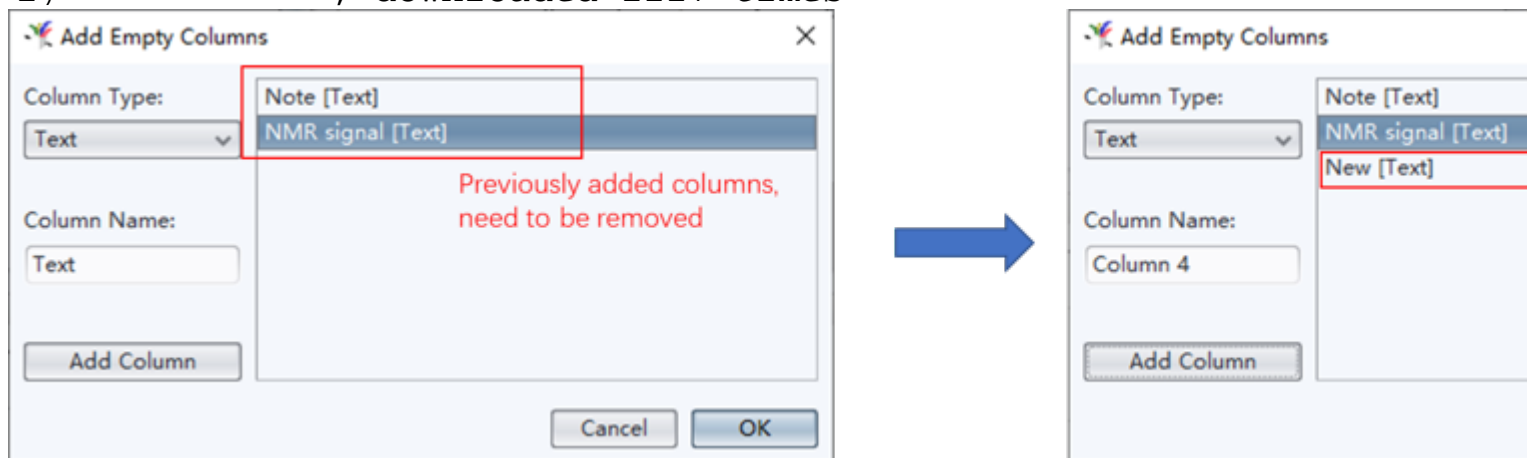 Add Empty Columns
Column Type:
Text
Note [Text]
NMR signal [Text]
Previously added columns,
need to be removed
Column Name:
Text
Add Column
Cancel
OK
Add Empty Columns
Column Type:
Text
Note [Text]
NMR signal [Text]
New [Text]
Column Name:
Column 4
Add Column